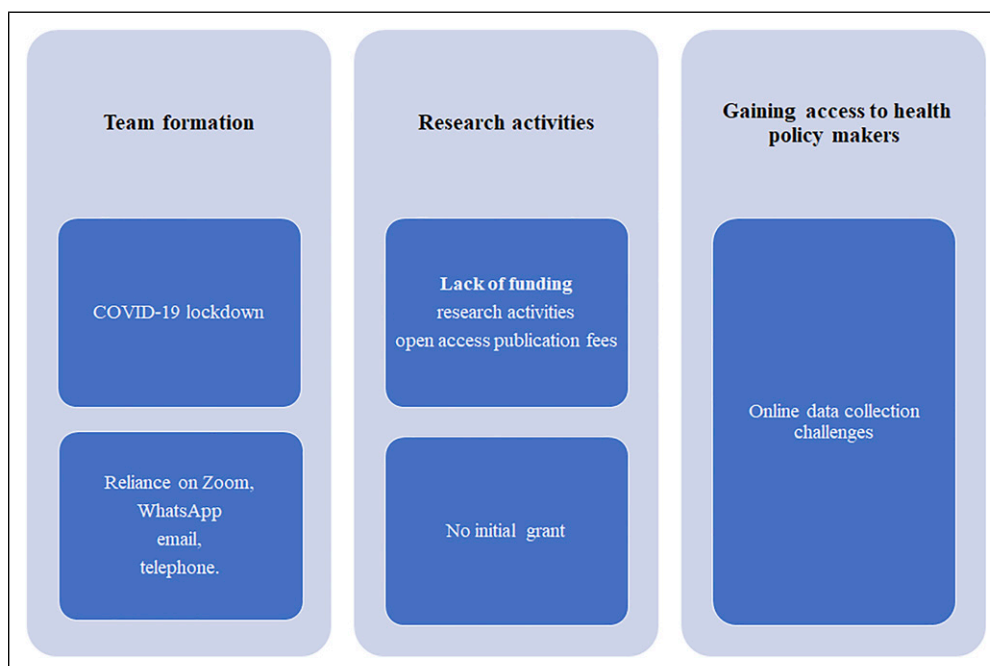 Team formation
COVID-19 lockdown
Reliance on Zoom,
WhatsApp
email,
telephone.
Research activities
Lack of funding
research activities
open access publication fees
No initial grant
Gaining access to health
policy makers
Online data collection
challenges